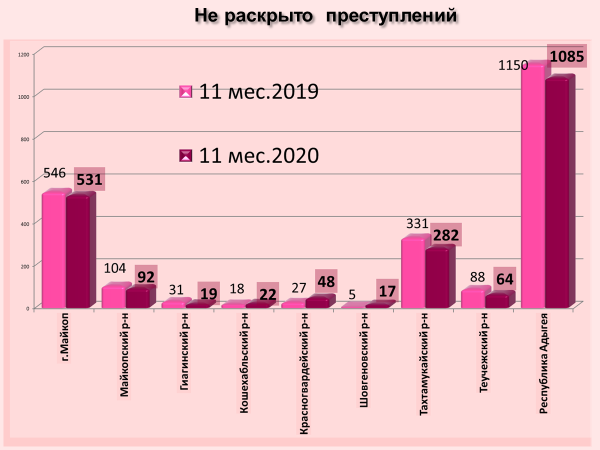 Не раскрыто преступлений
1200
1000
800
600
400
200
0
11 мес.2019
11 мес.2020
546
531
104
92
31
19
18
22
27
48
5
17
331
282
88
64
1150
1085
г.Майкоп
Майкопский р-н
Гиагинский р-н
Кошехабльский р-н
Красногвардейский р-н
Шовгеновский р-н
Тахтамукайский р-н
Теучежский р-н
Республика Адыгея